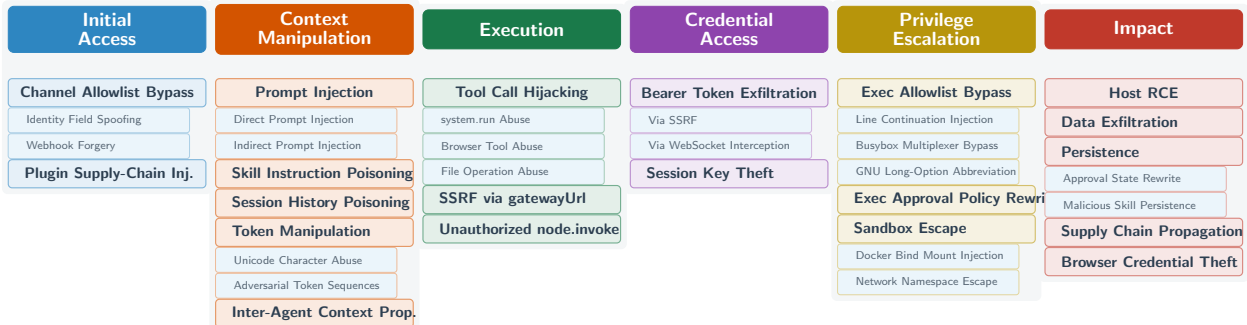 Initial
Access
Channel Allowlist Bypass
Identity Field Spoofing
Webhook Forgery
Plugin Supply-Chain Inj.
Context
Manipulation
Prompt Injection
Direct Prompt Injection
Indirect Prompt Injection
Skill Instruction Poisoning
Session History Poisoning
Token Manipulation
Unicode Character Abuse
Adversarial Token Sequences
Inter-Agent Context Prop.
Execution
Tool Call Hijacking
system.run Abuse
Browser Tool Abuse
File Operation Abuse
SSRF via gatewayUrl
Unauthorized node.invoke
Credential
Access
Bearer Token Exfiltration
Via SSRF
Via WebSocket Interception
Session Key Theft
Privilege
Escalation
Exec Allowlist Bypass
Line Continuation Injection
Busybox Multiplexer Bypass
GNU Long-Option Abbreviation
Exec Approval Policy Rewri
Sandbox Escape
Docker Bind Mount Injection
Network Namespace Escape
Impact
Host RCE
Data Exfiltration
Persistence
Approval State Rewrite
Malicious Skill Persistence
Supply Chain Propagation
Browser Credential Theft